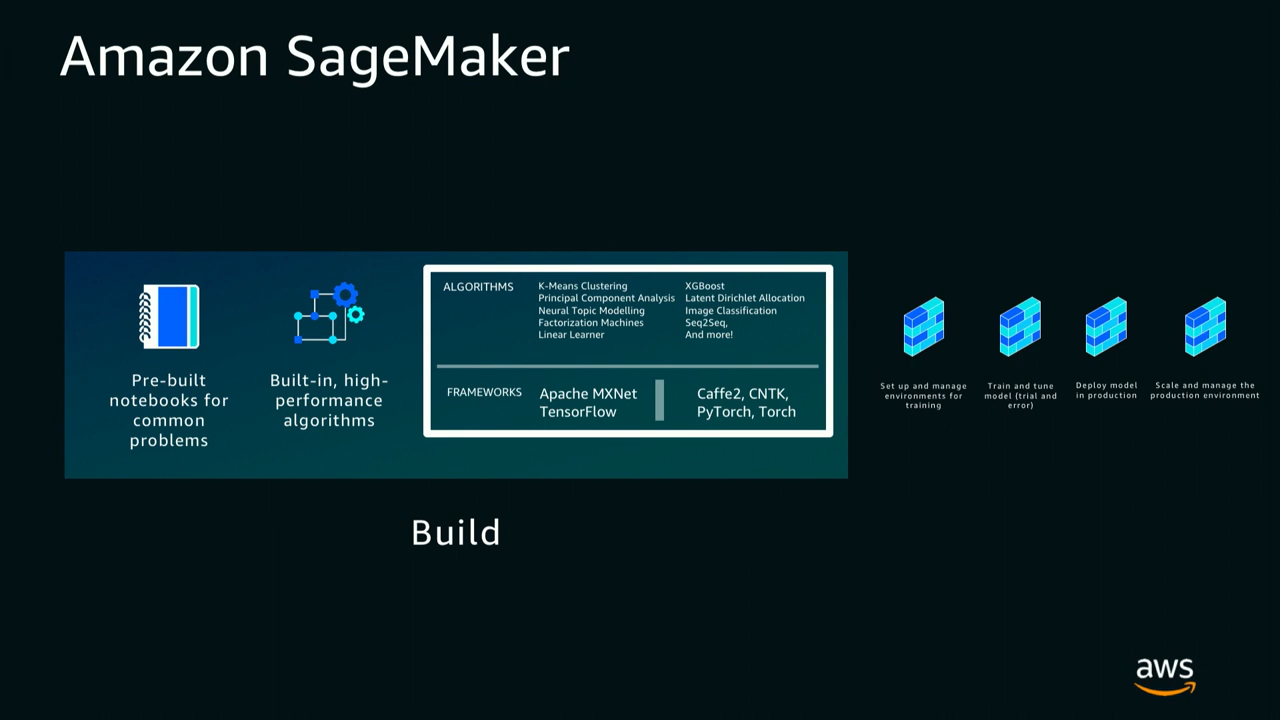 Amazon SageMaker
Pre-built
notebooks for
common
problems
Built-in, high-
performance
algorithms
ALGORITHMS
K-Means Clustering
Principal Component Analysis
Neural Topic Modelling
Factorization Machines
Linear Learner
XGBoost
Latent Dirichlet Allocation
Image Classification
Seq2Seq,
And more!
FRAMEWORKS
Apache MXNet
TensorFlow
Caffe2, CNTK,
PyTorch, Torch
Set up and manage
environments for
training
Train and tune
model (trial and
error)
Deploy model
in production
Scale and manage the
production environment
Build
aws